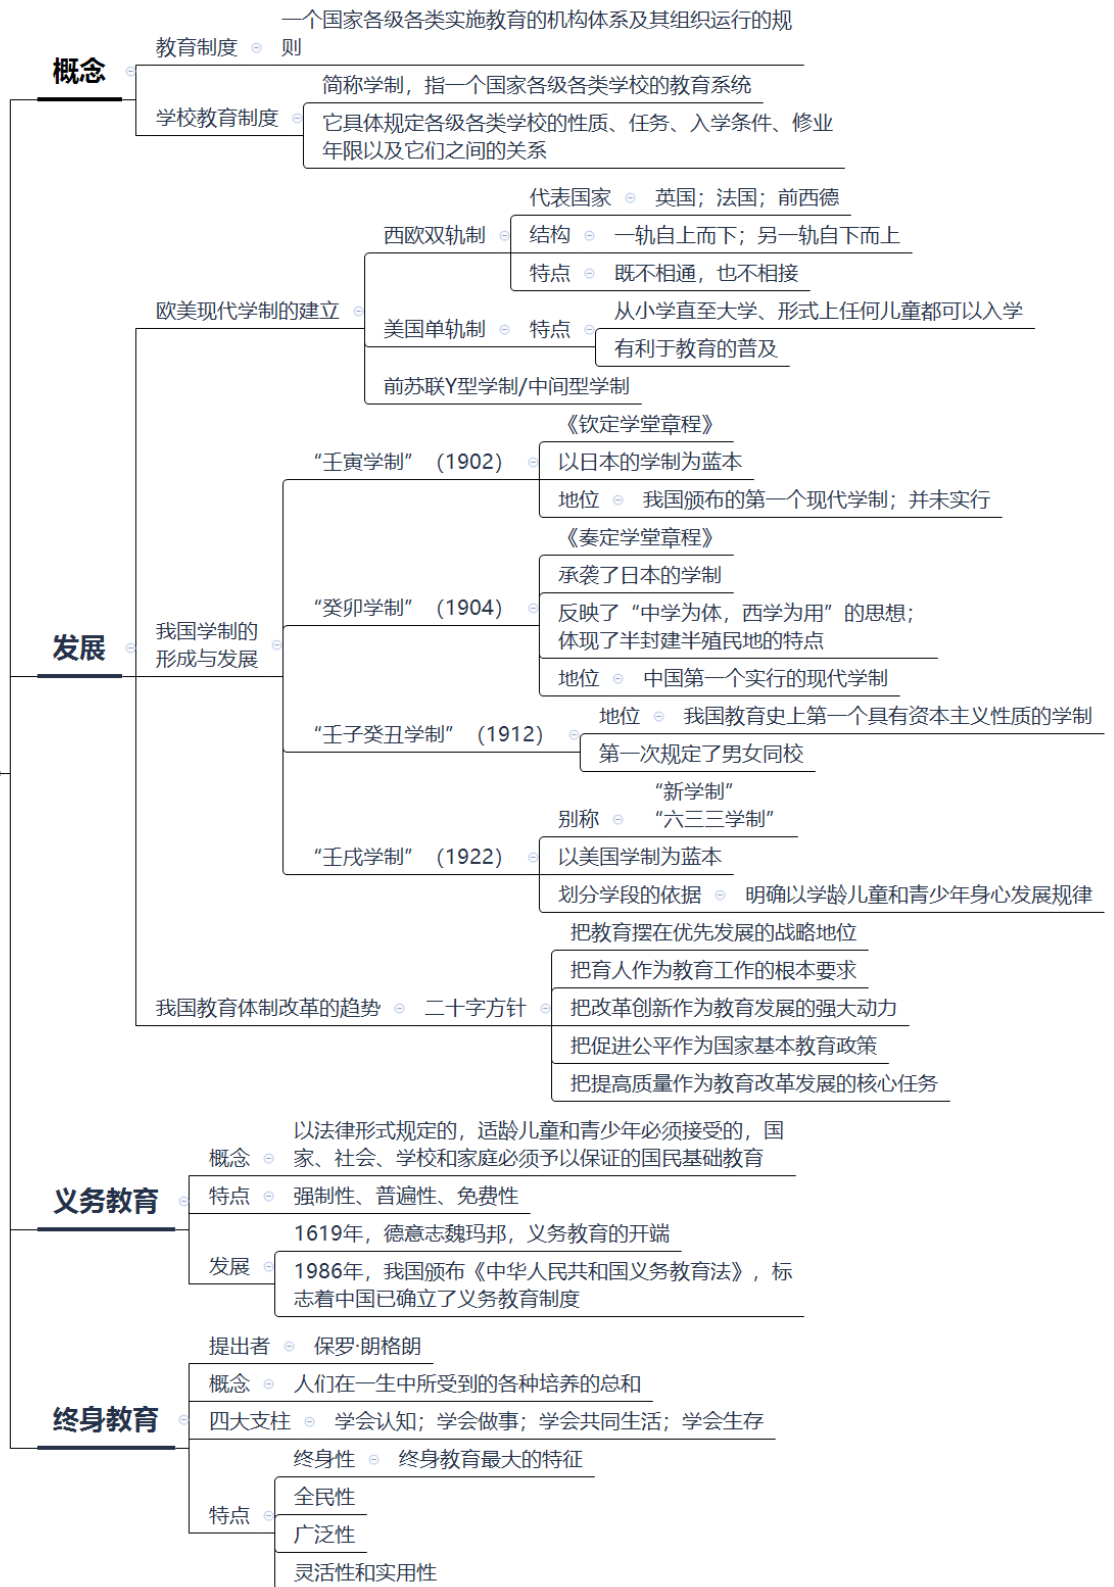 概念
教育制度
一个国家各级各类实施教育的机构体系及其组织运行的规
则
学校教育制度
简称学制，指一个国家各级各类学校的教育系统
它具体规定各级各类学校的性质、任务、入学条件、修业
年限以及它们之间的关系
发展
欧美现代学制的建立
西欧双轨制
代表国家
英国；法国；前西德
结构
一轨自上而下；另一轨自下而上
特点
既不相通，也不相接
美国单轨制
特点
从小学直至大学、形式上任何儿童都可以入学
有利于教育的普及
前苏联Y型学制/中间型学制
我国学制的
形成与发展
“壬寅学制”（1902）
《钦定学堂章程》
以日本的学制为蓝本
地位
我国颁布的第一个现代学制；并未实行
“癸卯学制”（1904）
《奏定学堂章程》
承袭了日本的学制
反映了“中学为体，西学为用”的思想；
体现了半封建半殖民地的特点
地位
中国第一个实行的现代学制
“壬子癸丑学制”（1912）
地位
我国教育史上第一个具有资本主义性质的学制
第一次规定了男女同校
“壬戌学制”（1922）
别称
“新学制”
“六三三学制”
以美国学制为蓝本
划分学段的依据
明确以学龄儿童和青少年身心发展规律
我国教育体制改革的趋势
二十字方针
把教育摆在优先发展的战略地位
把育人作为教育工作的根本要求
把改革创新作为教育发展的强大动力
把促进公平作为国家基本教育政策
把提高质量作为教育改革发展的核心任务
义务教育
概念
以法律形式规定的，适龄儿童和青少年必须接受的，国
家、社会、学校和家庭必须予以保证的国民基础教育
特点
强制性、普遍性、免费性
发展
1619年，德意志魏玛邦，义务教育的开端
1986年，我国颁布《中华人民共和国义务教育法》，标
志着中国已确立了义务教育制度
终身教育
提出者
保罗·朗格朗
概念
人们在一生中所受到的各种培养的总和
四大支柱
学会认知；学会做事；学会共同生活；学会生存
特点
终身性
终身教育最大的特征
全民性
广泛性
灵活性和实用性